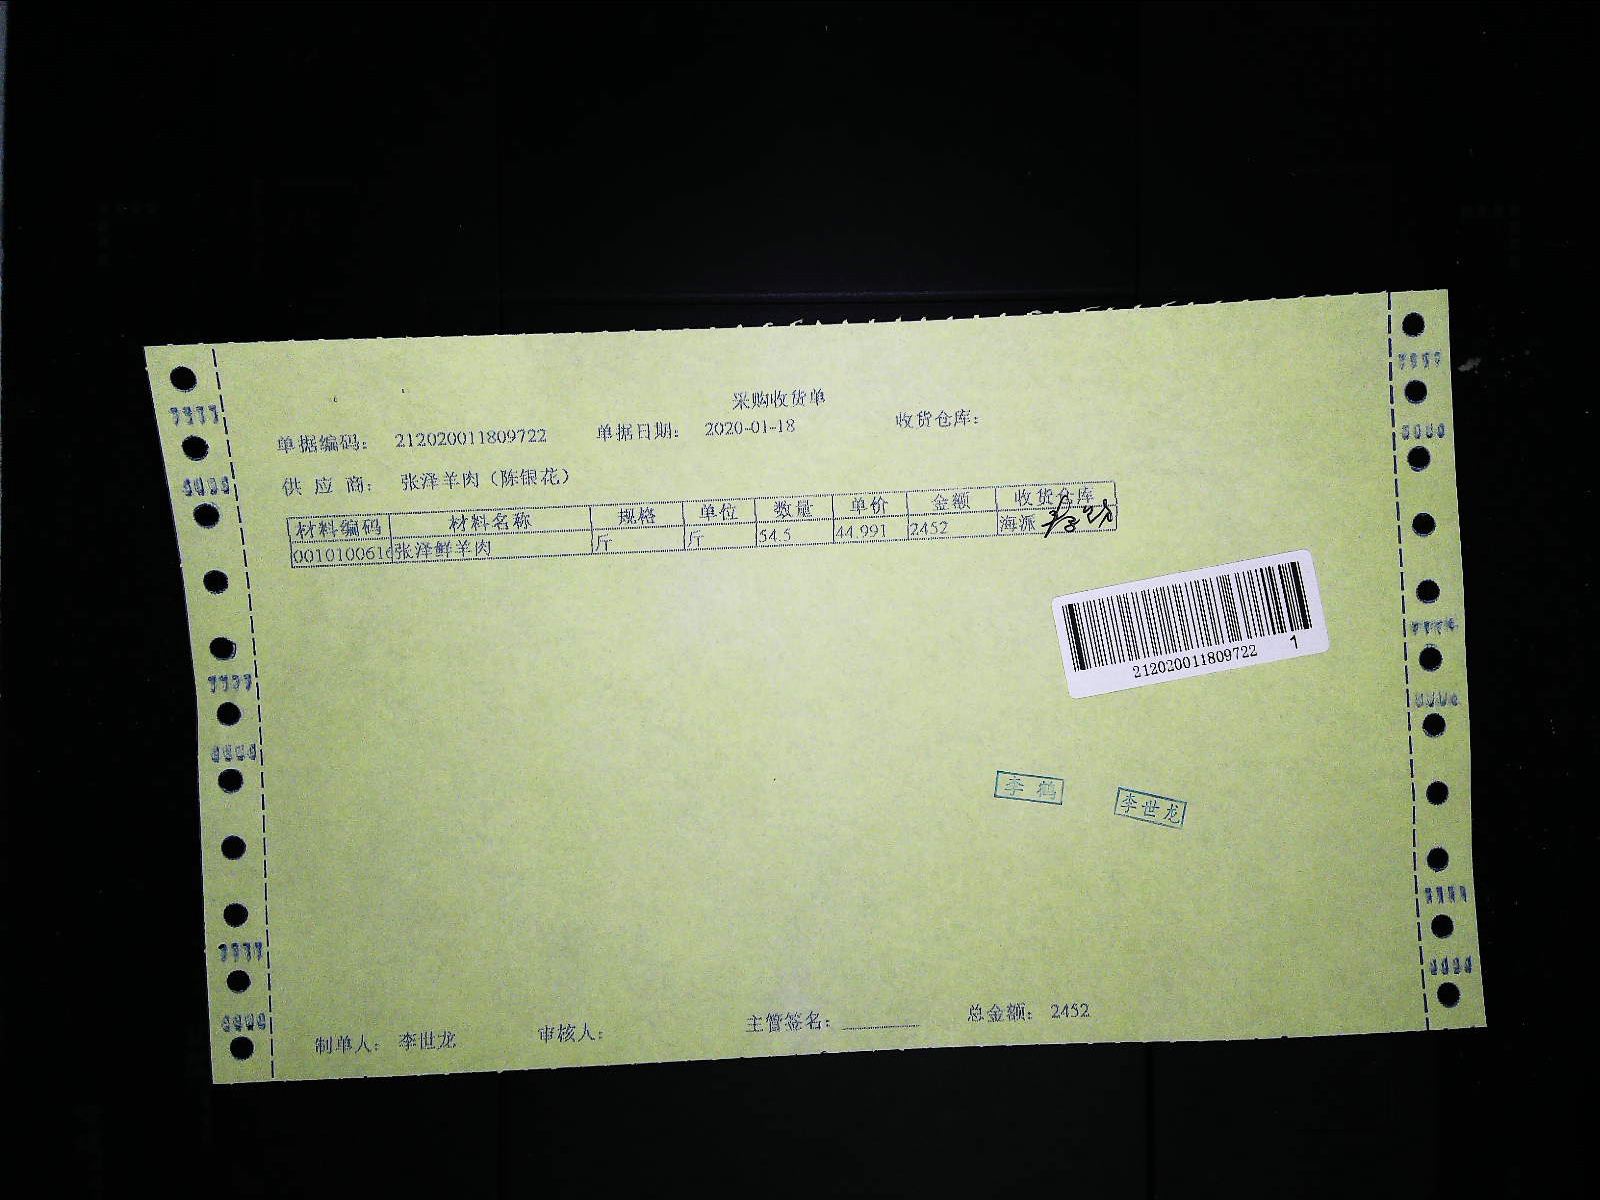 采购收货单
单据编码： 212020011809722 单据日期： 2020-01-18 收货仓库：
供 应 商： 张泽羊肉（陈银花）
材料编码 材料名称 规格 单位 数量 单价 金额 收货仓库
0010100616 张泽鲜羊肉 斤 斤 54.5 44.991 2452 海派
212020011809722 1
李 鹤
李世龙
制单人： 李世龙 审核人： 主管签名： 总金额： 2452